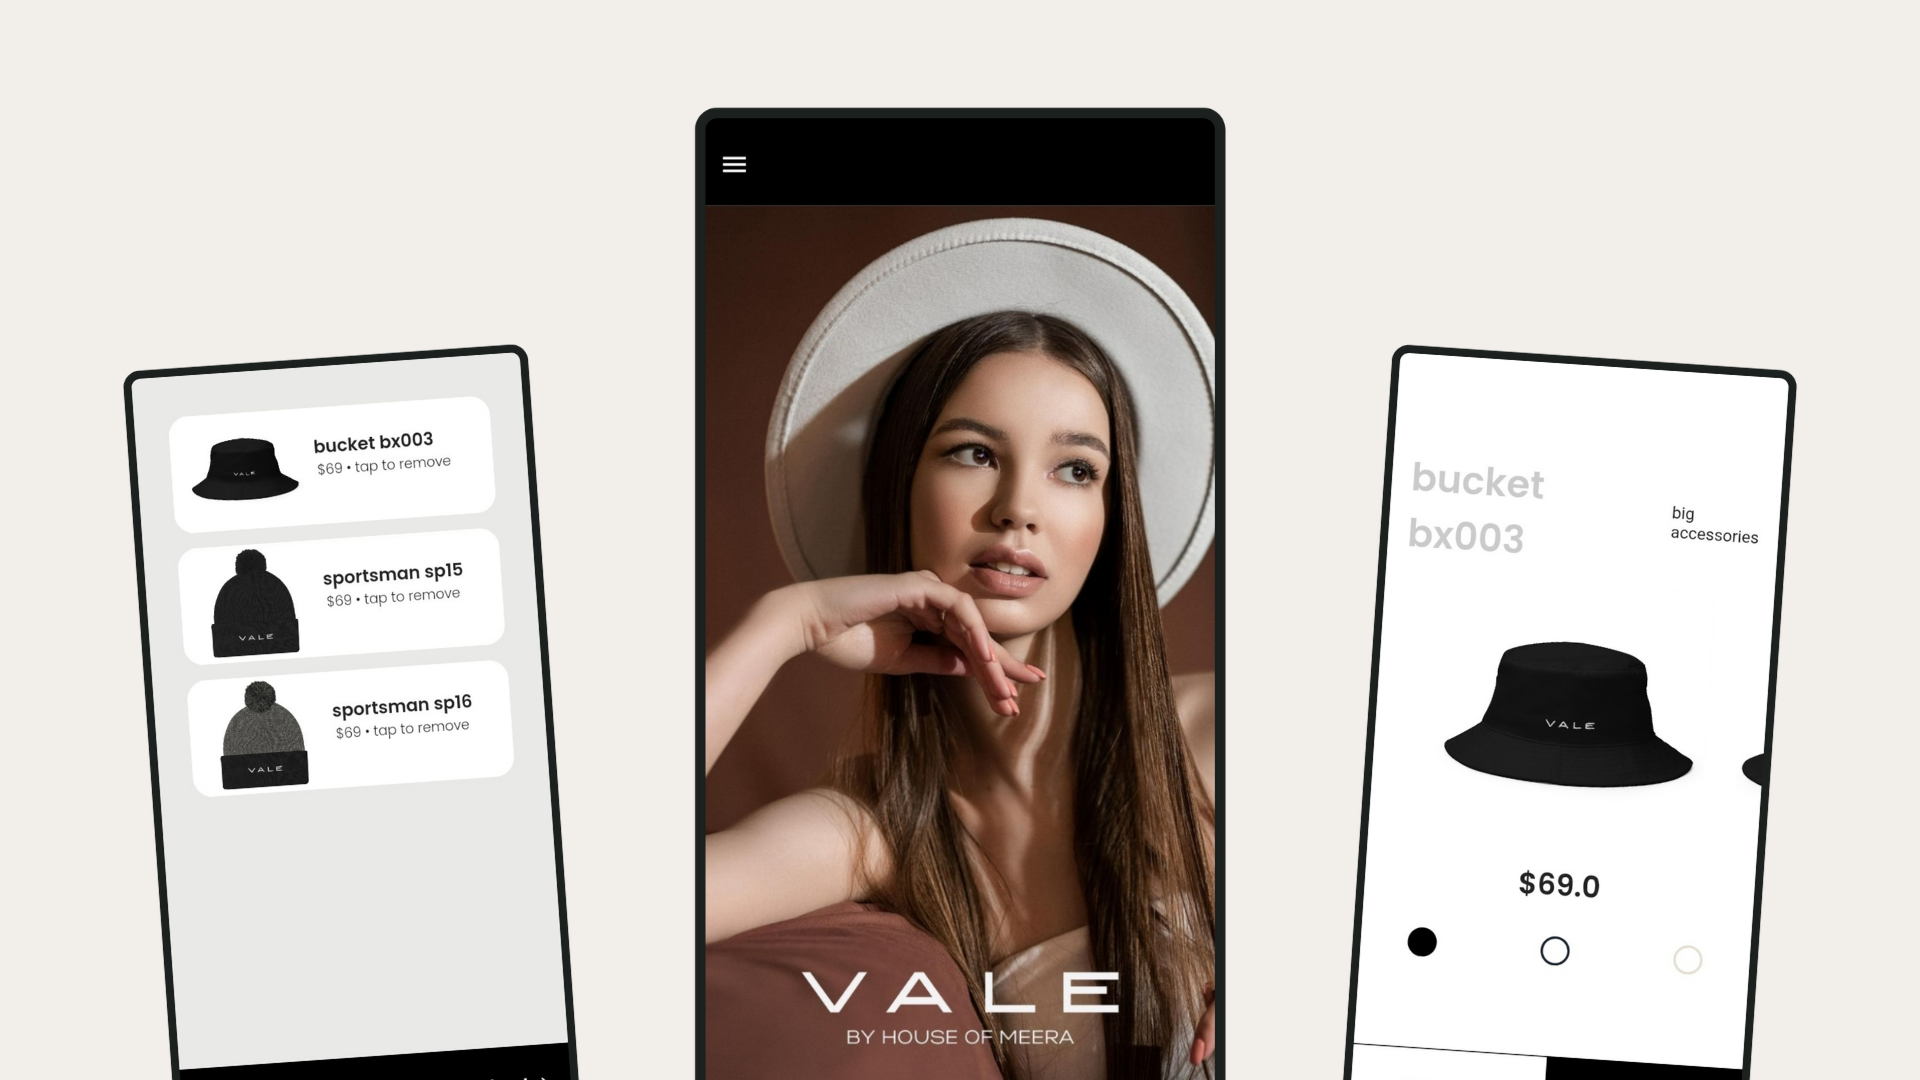 bucket bx003
$69 • tap to remove
VALE
sportsman sp15
$69 • tap to remove
VALE
sportsman sp16
$69 • tap to remove
VALE
VALE
BY HOUSE OF MEERA
bucket
bx003
big
accessories
VALE
$69.0